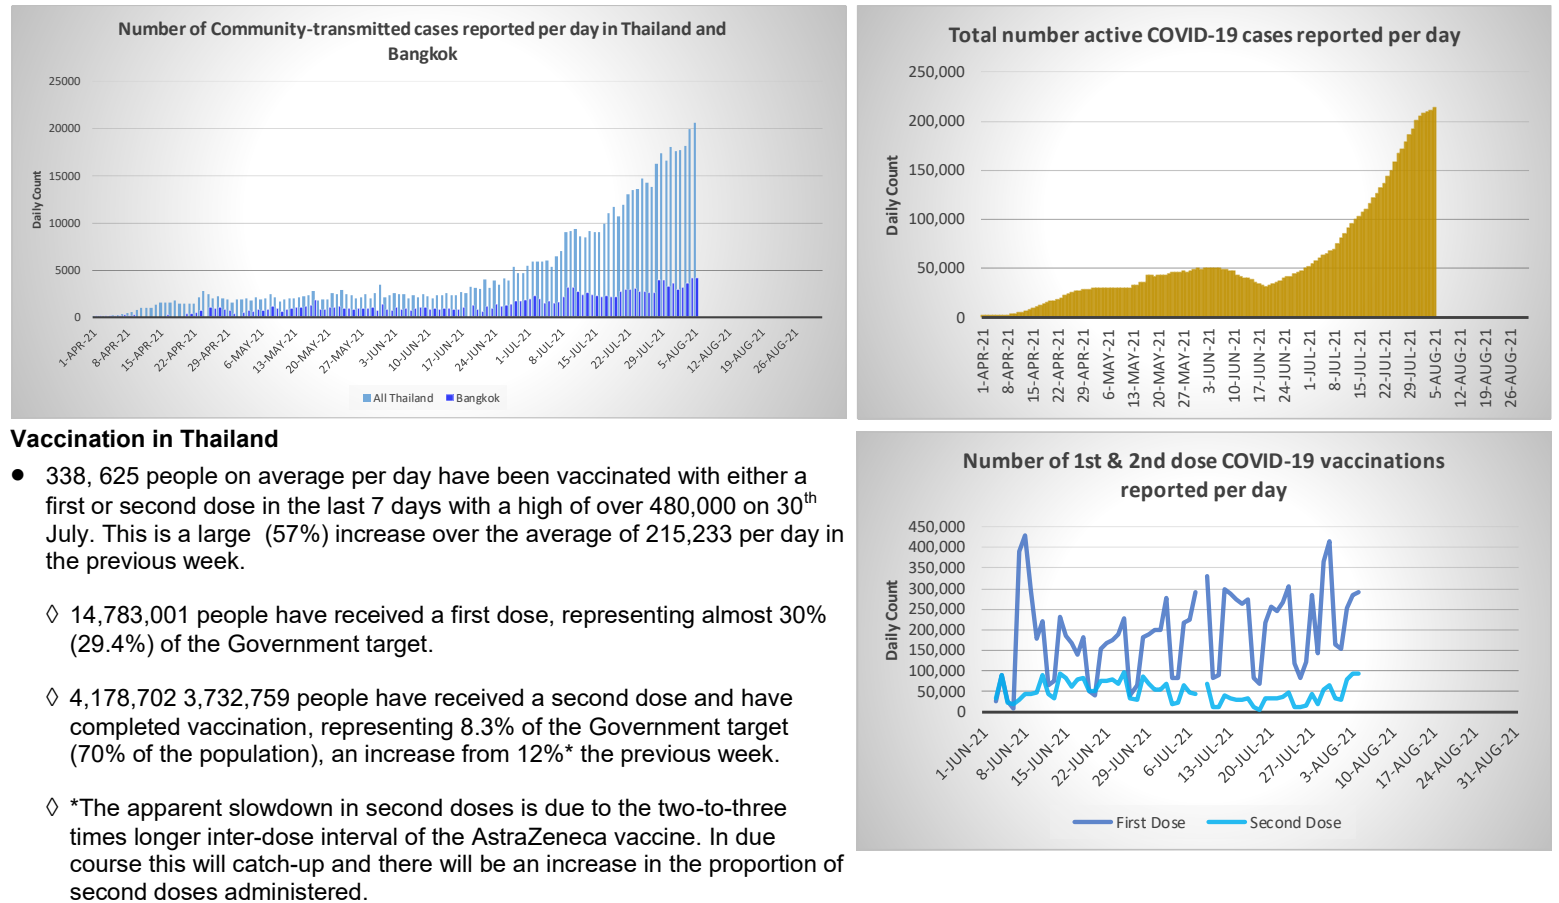 Number of Community-transmitted cases reported per day in Thailand and
Bangkok
25000
20000
15000
10000
5000
0
Daily Count
1-APR-21
8-APR-21
15-APR-21
22-APR-21
29-APR-21
6-MAY-21
13-MAY-21
20-MAY-21
27-MAY-21
3-JUN-21
10-JUN-21
17-JUN-21
24-JUN-21
1-JUL-21
8-JUL-21
15-JUL-21
22-JUL-21
29-JUL-21
5-AUG-21
12-AUG-21
19-AUG-21
26-AUG-21
All Thailand
Bangkok
Total number active COVID-19 cases reported per day
250,000
200,000
150,000
100,000
50,000
0
Daily Count
1-APR-21
8-APR-21
15-APR-21
22-APR-21
29-APR-21
6-MAY-21
13-MAY-21
20-MAY-21
27-MAY-21
3-JUN-21
10-JUN-21
17-JUN-21
24-JUN-21
1-JUL-21
8-JUL-21
15-JUL-21
22-JUL-21
29-JUL-21
5-AUG-21
12-AUG-21
19-AUG-21
26-AUG-21
Vaccination in Thailand
● 338, 625 people on average per day have been vaccinated with either a
first or second dose in the last 7 days with a high of over 480,000 on 30th
July. This is a large  (57%) increase over the average of 215,233 per day in
the previous week.
◊ 14,783,001 people have received a first dose, representing almost 30%
(29.4%) of the Government target.
◊ 4,178,702 3,732,759 people have received a second dose and have
completed vaccination, representing 8.3% of the Government target
(70% of the population), an increase from 12%* the previous week.
◊ *The apparent slowdown in second doses is due to the two-to-three
times longer inter-dose interval of the AstraZeneca vaccine. In due
course this will catch-up and there will be an increase in the proportion of
second doses administered.
Number of 1st & 2nd dose COVID-19 vaccinations
reported per day
450,000
400,000
350,000
300,000
250,000
200,000
150,000
100,000
50,000
0
Daily Count
1-JUN-21
8-JUN-21
15-JUN-21
22-JUN-21
29-JUN-21
6-JUL-21
13-JUL-21
20-JUL-21
27-JUL-21
3-AUG-21
10-AUG-21
17-AUG-21
24-AUG-21
31-AUG-21
First Dose
Second Dose